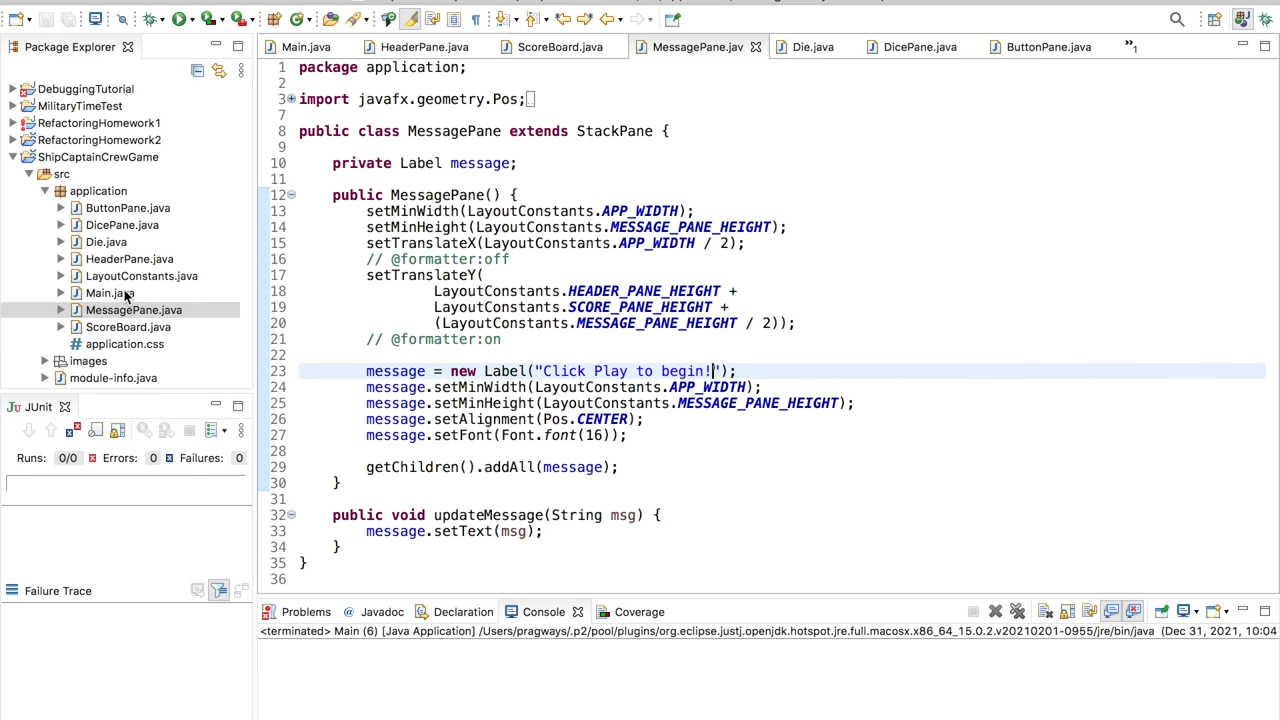 Package Explorer
Main.java
HeaderPane.java
ScoreBoard.java
MessagePane.jav
Die.java
DicePane.java
ButtonPane.java
»1
DebuggingTutorial
MilitaryTimeTest
RefactoringHomework1
RefactoringHomework2
ShipCaptainCrewGame
src
application
ButtonPane.java
DicePane.java
Die.java
HeaderPane.java
LayoutConstants.java
Main.java
MessagePane.java
ScoreBoard.java
application.css
images
module-info.java
JUnit
Runs: 0/0 Errors: 0 Failures: 0
Failure Trace
1 package application;
2
3 import javafx.geometry.Pos;
7
8 public class MessagePane extends StackPane {
9
10 private Label message;
11
12 public MessagePane() {
13 setMinWidth(LayoutConstants.APP_WIDTH);
14 setMinHeight(LayoutConstants.MESSAGE_PANE_HEIGHT);
15 setTranslateX(LayoutConstants.APP_WIDTH / 2);
16 // @formatter:off
17 setTranslateY(
18 LayoutConstants.HEADER_PANE_HEIGHT +
19 LayoutConstants.SCORE_PANE_HEIGHT +
20 (LayoutConstants.MESSAGE_PANE_HEIGHT / 2));
21 // @formatter:on
22
23 message = new Label("Click Play to begin!");
24 message.setMinWidth(LayoutConstants.APP_WIDTH);
25 message.setMinHeight(LayoutConstants.MESSAGE_PANE_HEIGHT);
26 message.setAlignment(Pos.CENTER);
27 message.setFont(Font.font(16));
28
29 getChildren().addAll(message);
30 }
31
32 public void updateMessage(String msg) {
33 message.setText(msg);
34 }
35 }
36
Problems @ Javadoc Declaration Console Coverage
<terminated> Main (6) [Java Application] /Users/pragways/.p2/pool/plugins/org.eclipse.justj.openjdk.hotspot.jre.full.macosx.x86_64_15.0.2.v20210201-0955/jre/bin/java (Dec 31, 2021, 10:04